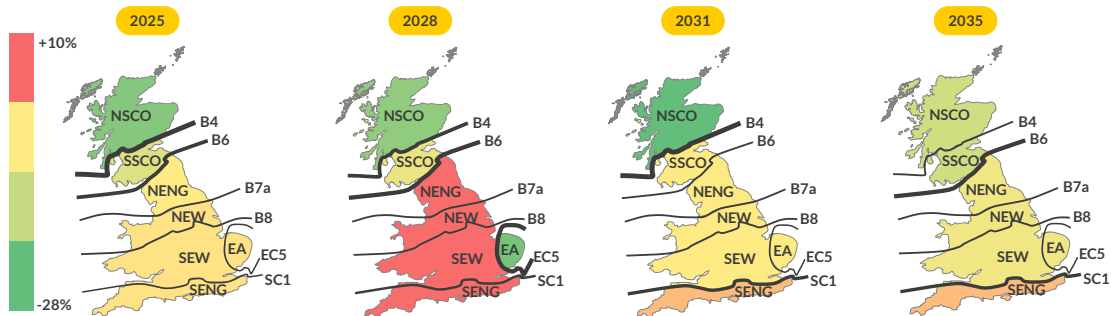 2025
2028
2031
2035
+10%
-28%
NSCO
B4
B6
SSCO
NENG
B7a
NEW
B8
EA
EC5
SEW
SC1
SENG
NSCO
B4
B6
SSCO
NENG
B7a
NEW
B8
EA
EC5
SEW
SC1
SENG
NSCO
B4
B6
SSCO
NENG
B7a
NEW
B8
EA
EC5
SEW
SC1
SENG
NSCO
B4
B6
SSCO
NENG
B7a
NEW
B8
EA
EC5
SEW
SC1
SENG